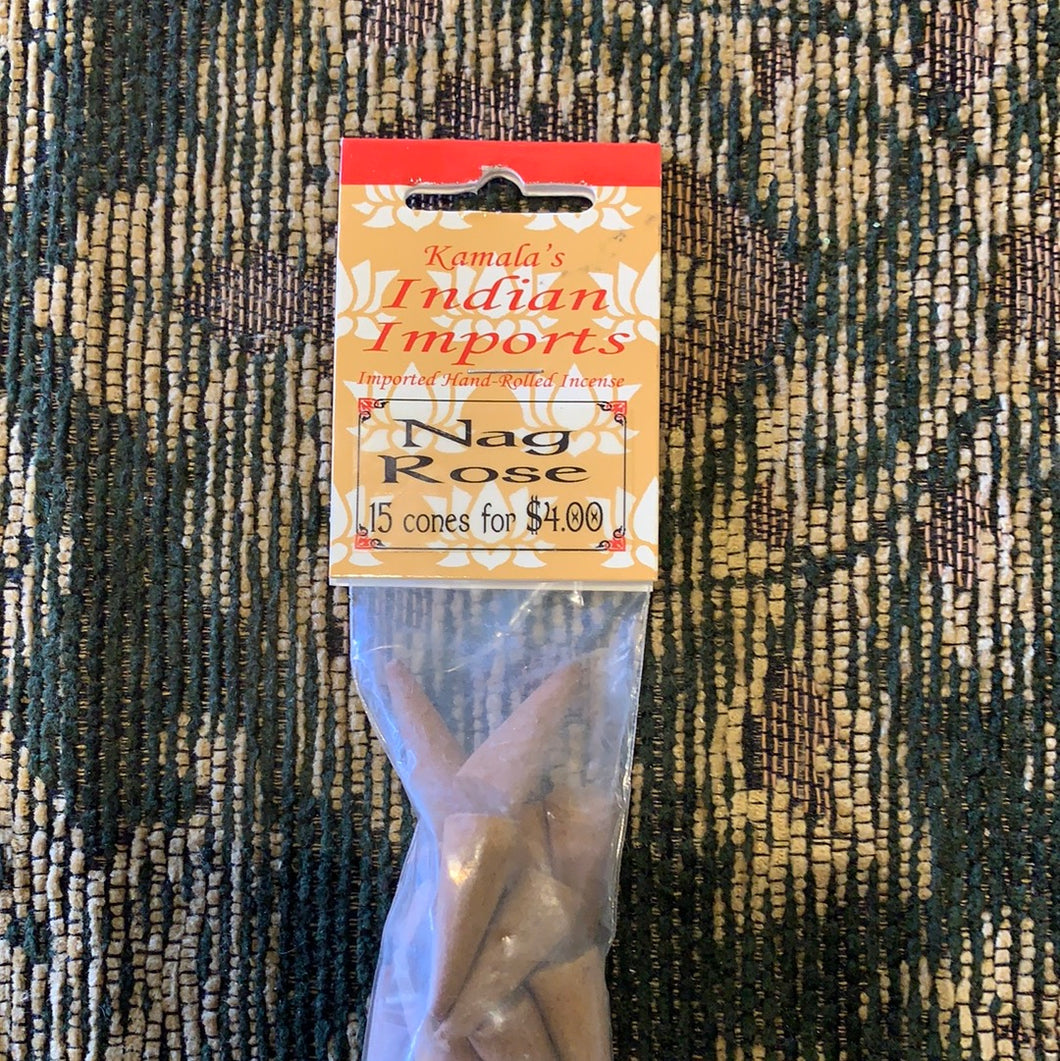 Kamala's
Indian
Imports
Imported Hand-Rolled Incense
Nag
Rose
15 cones for $4.00